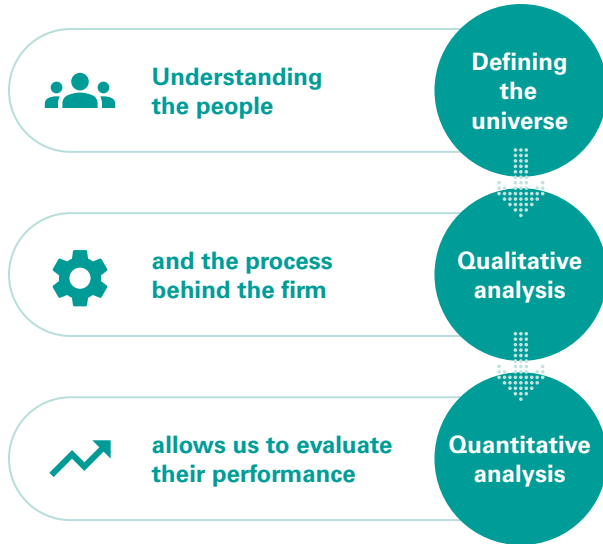 Understanding
the people
Defining
the
universe
and the process
behind the firm
Qualitative
analysis
allows us to evaluate
their performance
Quantitative
analysis